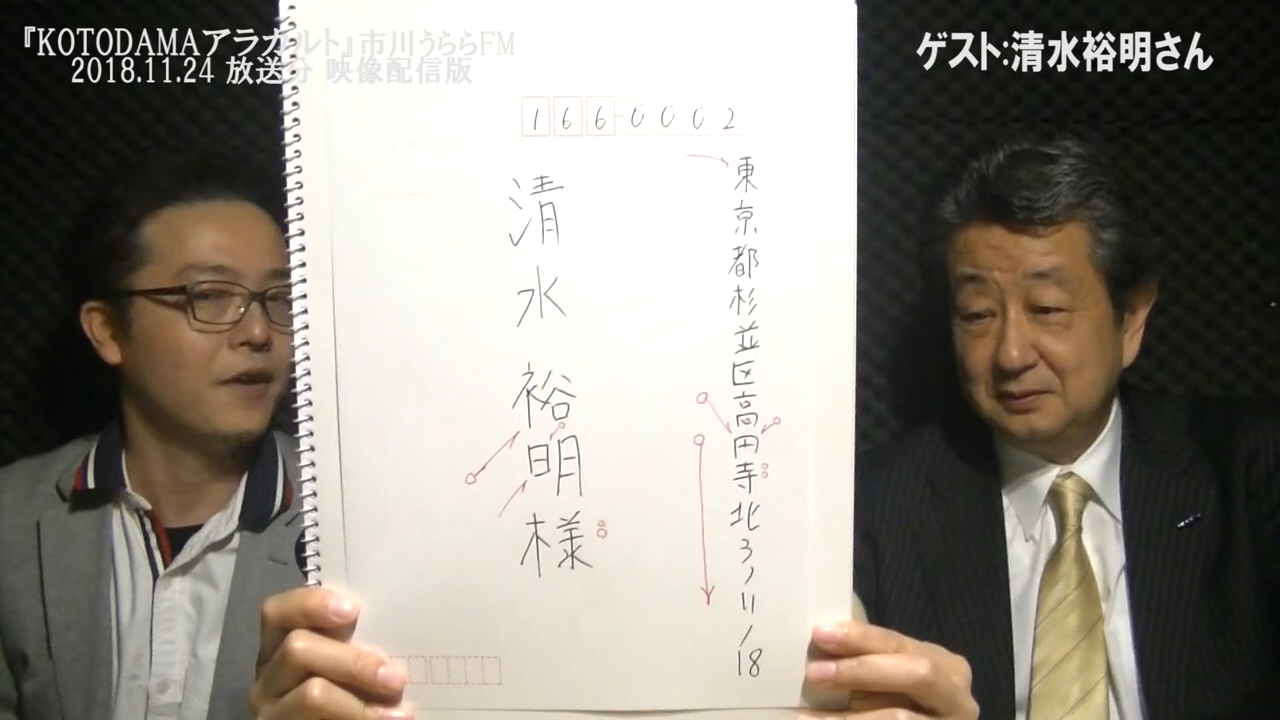 『KOTODAMAアラカルト』市川うららFM
2018.11.24 放送分 映像配信版
ゲスト:清水裕明さん
166-0002
東京都杉並区高円寺北3ノ11ノ18
清水裕明様